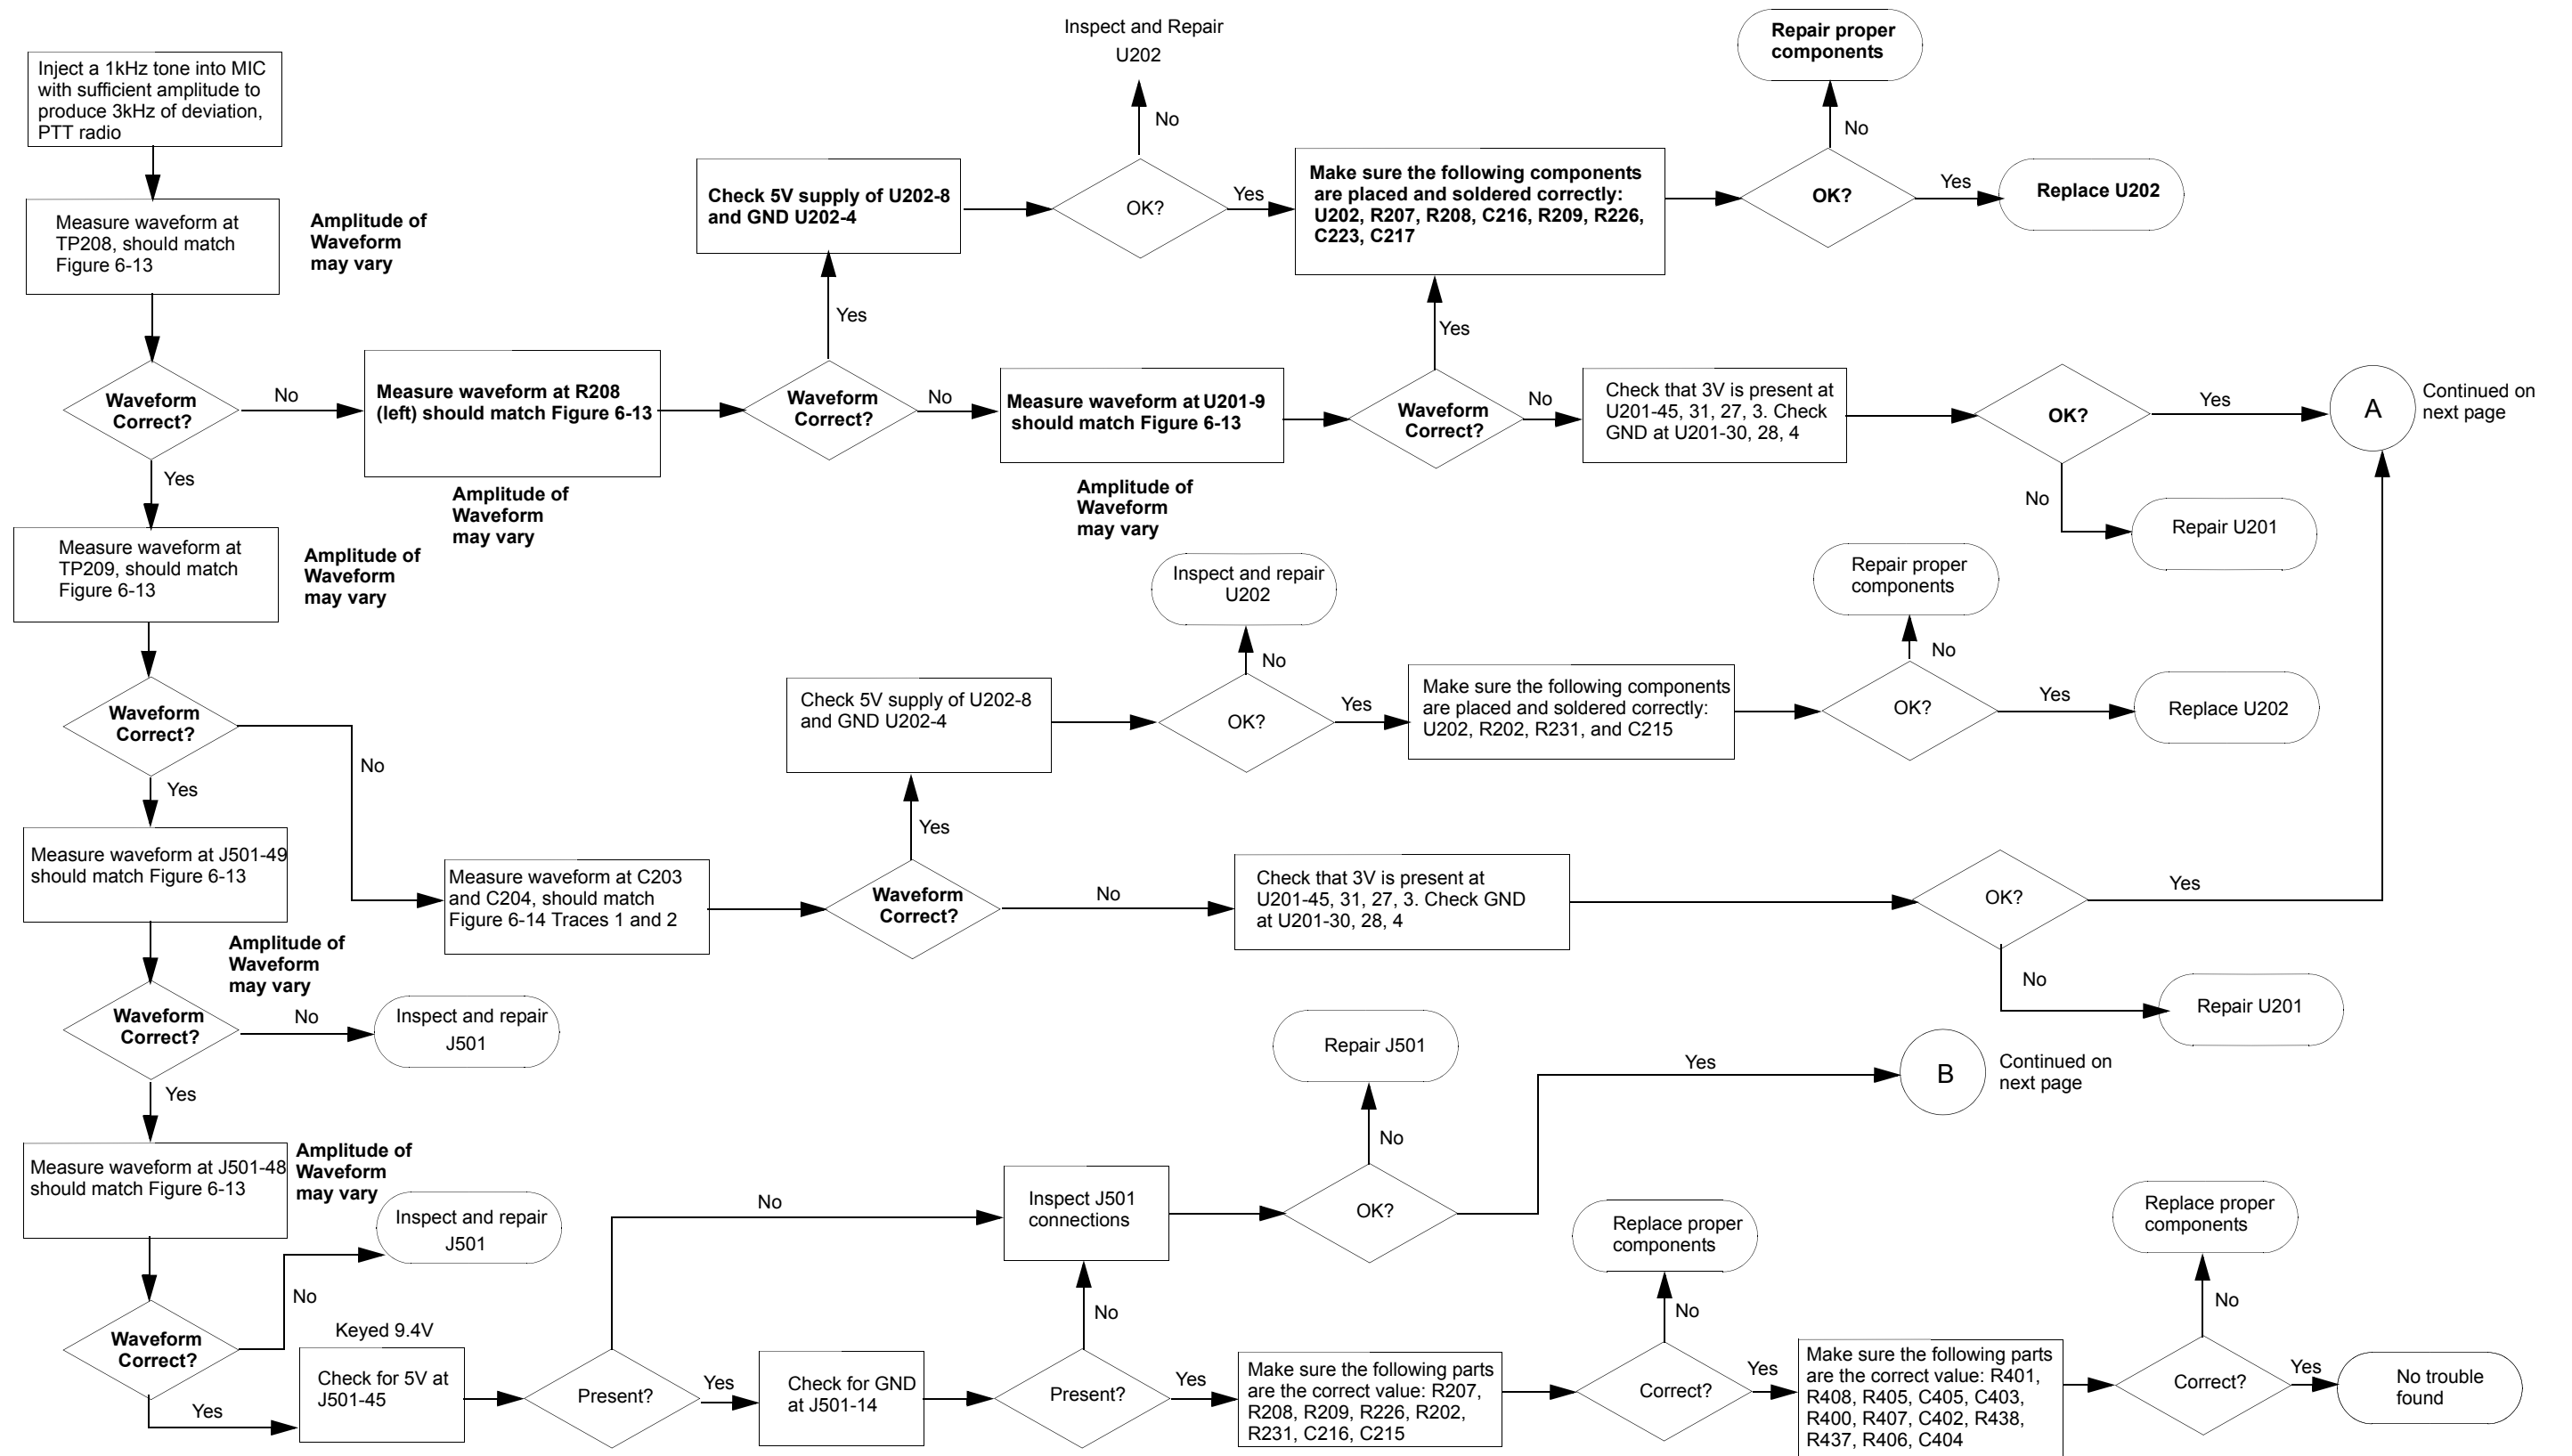 Inject a 1kHz tone into MIC
with sufficient amplitude to
produce 3kHz of deviation,
PTT radio
Measure waveform at
TP208, should match
Figure 6-13
Amplitude of
Waveform
may vary
Waveform
Correct?
No
Yes
Measure waveform at R208
(left) should match Figure 6-13
Amplitude of
Waveform
may vary
Waveform
Correct?
Yes
No
Check 5V supply of U202-8
and GND U202-4
OK?
No
Inspect and Repair
U202
Yes
Make sure the following components
are placed and soldered correctly:
U202, R207, R208, C216, R209, R226,
C223, C217
OK?
No
Repair proper
components
Yes
Replace U202
Measure waveform at U201-9
should match Figure 6-13
Amplitude of
Waveform
may vary
Waveform
Correct?
Yes
No
Check that 3V is present at
U201-45, 31, 27, 3. Check
GND at U201-30, 28, 4
OK?
Yes
A
Continued on
next page
No
Repair U201
Measure waveform at
TP209, should match
Figure 6-13
Amplitude of
Waveform
may vary
Waveform
Correct?
No
Yes
Measure waveform at C203
and C204, should match
Figure 6-14 Traces 1 and 2
Waveform
Correct?
Yes
No
Check 5V supply of U202-8
and GND U202-4
OK?
No
Inspect and repair
U202
Yes
Make sure the following components
are placed and soldered correctly:
U202, R202, R231, and C215
OK?
No
Repair proper
components
Yes
Replace U202
Check that 3V is present at
U201-45, 31, 27, 3. Check GND
at U201-30, 28, 4
OK?
Yes
No
Repair U201
Measure waveform at J501-49
should match Figure 6-13
Amplitude of
Waveform
may vary
Waveform
Correct?
No
Inspect and repair
J501
Yes
Measure waveform at J501-48
should match Figure 6-13
Amplitude of
Waveform
may vary
Waveform
Correct?
No
Inspect and repair
J501
Yes
Keyed 9.4V
Check for 5V at
J501-45
Present?
No
Yes
Check for GND
at J501-14
Present?
No
Inspect J501
connections
OK?
No
Repair J501
Yes
B
Continued on
next page
Yes
Make sure the following parts
are the correct value: R207,
R208, R209, R226, R202,
R231, C216, C215
Correct?
No
Replace proper
components
Yes
Make sure the following parts
are the correct value: R401,
R408, R405, C405, C403,
R400, R407, C402, R438,
R437, R406, C404
Correct?
No
Replace proper
components
Yes
No trouble
found